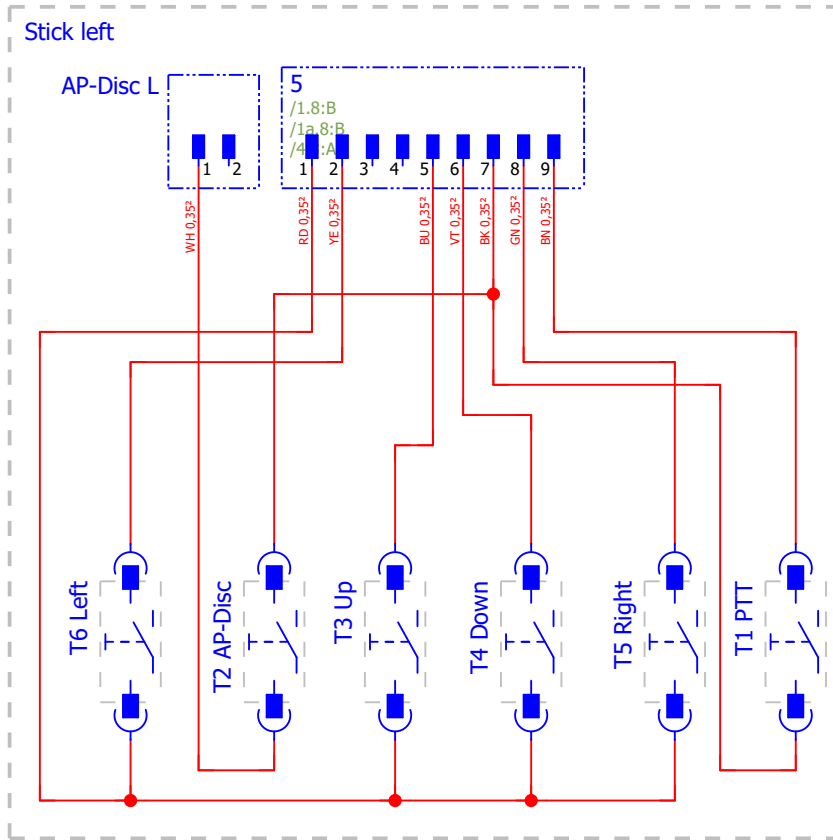 Stick left
AP-Disc L
5
/1.8:B
/1a.8:B
1 2
1 2 3 4 5 6 7 8 9
WH 0,35²
RD 0,35²
YE 0,35²
BU 0,35²
VT 0,35²
BK 0,35²
GN 0,35²
BN 0,35²
T6 Left
T2 AP-Disc
T3 Up
T4 Down
T5 Right
T1 PTT